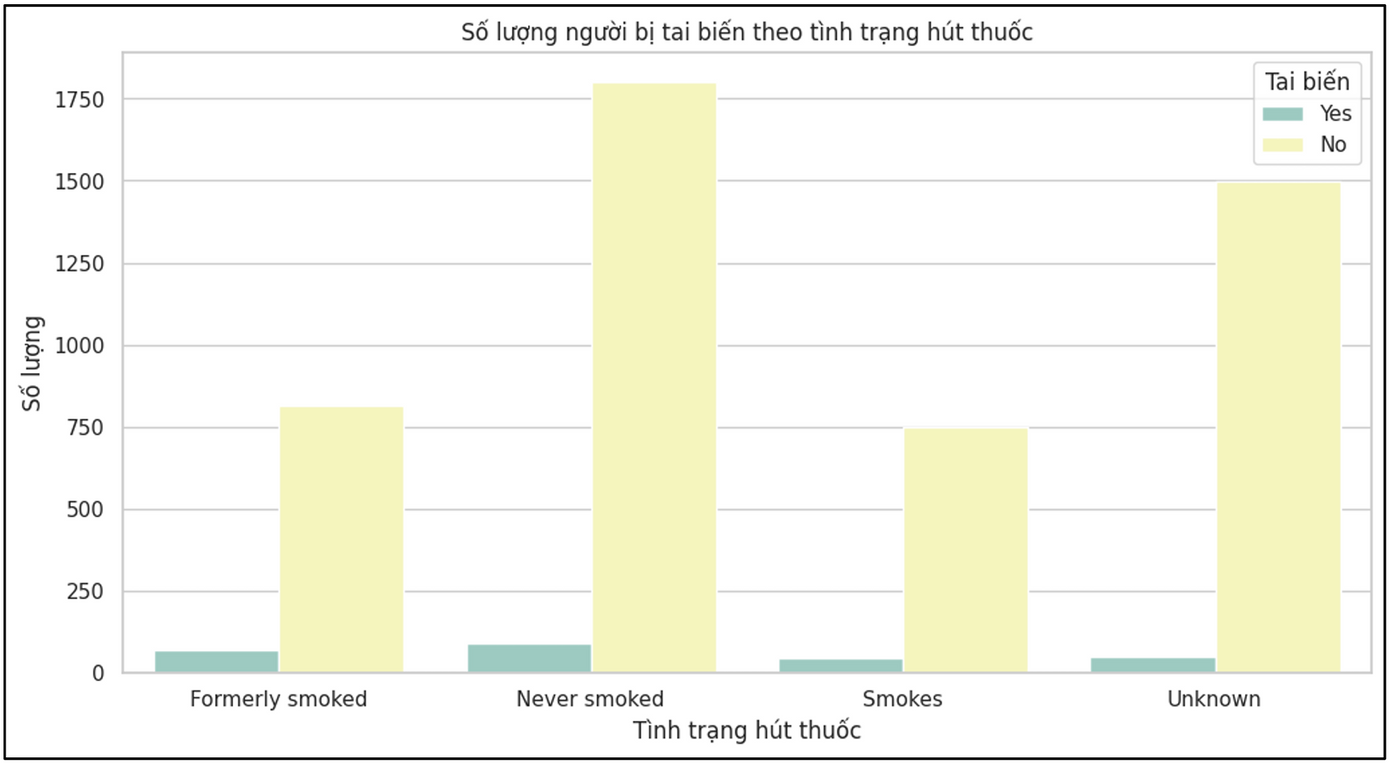 Số lượng người bị tai biến theo tình trạng hút thuốc
Tai biến
Yes
No
Số lượng
1750
1500
1250
1000
750
500
250
0
Formerly smoked
Never smoked
Smokes
Unknown
Tình trạng hút thuốc